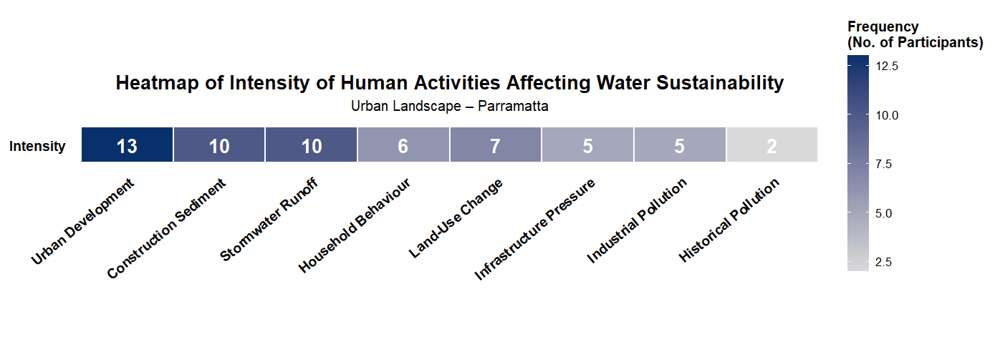 Frequency
(No. of Participants)
12.5
10.0
7.5
5.0
2.5
Heatmap of Intensity of Human Activities Affecting Water Sustainability
Urban Landscape – Parramatta
Intensity 13 10 10 6 7 5 5 2
Urban Development
Construction Sediment
Stormwater Runoff
Household Behaviour
Land-Use Change
Infrastructure Pressure
Industrial Pollution
Historical Pollution